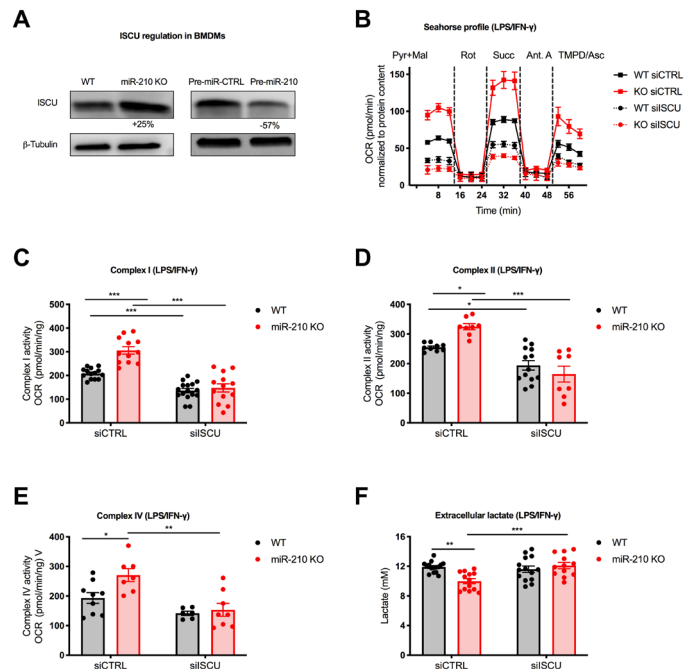 A
ISCU regulation in BMDMs
WT miR-210 KO Pre-miR-CTRL Pre-miR-210
ISCU
+25% -57%
β-Tubulin
B
Seahorse profile (LPS/IFN-γ)
Pyr+Mal Rot Succ Ant. A TMPD/Asc
OCR (pmol/min)
normalized to protein content
150
100
50
0
8 16 24 32 40 48 56
Time (min)
WT siCTRL
KO siCTRL
WT siISCU
KO siISCU
C
Complex I (LPS/IFN-γ)
Complex I activity
OCR (pmol/min/ng)
500
400
300
200
100
0
***
***
***
siCTRL siISCU
WT
miR-210 KO
D
Complex II (LPS/IFN-γ)
Complex II activity
OCR (pmol/min/ng)
400
300
200
100
0
*
***
*
siCTRL siISCU
WT
miR-210 KO
E
Complex IV (LPS/IFN-γ)
Complex IV activity
OCR (pmol/min/ng) V
400
300
200
100
0
*
**
siCTRL siISCU
WT
miR-210 KO
F
Extracellular lactate (LPS/IFN-γ)
Lactate (mM)
16
12
8
4
0
**
***
siCTRL siISCU
WT
miR-210 KO